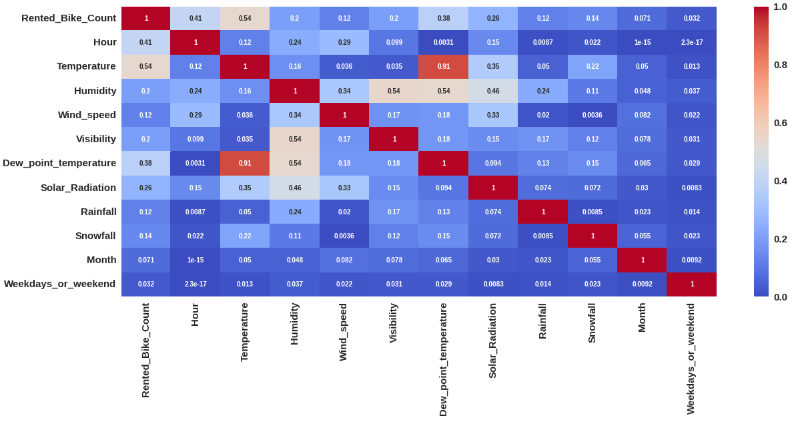 Rented_Bike_Count 1 0.41 0.54 0.2 0.12 0.2 0.38 0.26 0.12 0.14 0.071 0.032
Hour 0.41 1 0.12 0.24 0.29 0.099 0.0031 0.15 0.0087 0.022 1e-15 2.3e-17
Temperature 0.54 0.12 1 0.16 0.036 0.035 0.91 0.35 0.05 0.22 0.05 0.013
Humidity 0.2 0.24 0.16 1 0.34 0.54 0.54 0.46 0.24 0.11 0.048 0.037
Wind_speed 0.12 0.29 0.036 0.34 1 0.17 0.18 0.33 0.02 0.0036 0.082 0.022
Visibility 0.2 0.099 0.035 0.54 0.17 1 0.18 0.15 0.17 0.12 0.078 0.031
Dew_point_temperature 0.38 0.0031 0.91 0.54 0.18 0.18 1 0.094 0.13 0.15 0.065 0.029
Solar_Radiation 0.26 0.15 0.35 0.46 0.33 0.15 0.094 1 0.074 0.072 0.03 0.0083
Rainfall 0.12 0.0087 0.05 0.24 0.02 0.17 0.13 0.074 1 0.0085 0.023 0.014
Snowfall 0.14 0.022 0.22 0.11 0.0036 0.12 0.15 0.072 0.0085 1 0.055 0.023
Month 0.071 1e-15 0.05 0.048 0.082 0.078 0.065 0.03 0.023 0.055 1 0.0092
Weekdays_or_weekend 0.032 2.3e-17 0.013 0.037 0.022 0.031 0.029 0.0083 0.014 0.023 0.0092 1
Rented_Bike_Count
Hour
Temperature
Humidity
Wind_speed
Visibility
Dew_point_temperature
Solar_Radiation
Rainfall
Snowfall
Month
Weekdays_or_weekend
1.0
0.8
0.6
0.4
0.2
0.0